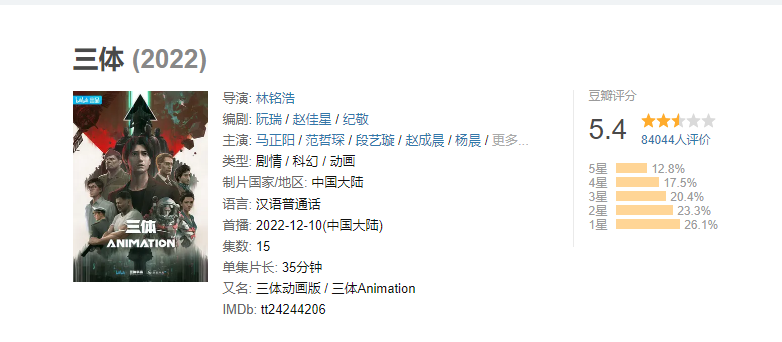 三体 (2022)
导演: 林铭浩
编剧: 阮瑞 / 赵佳星 / 纪敬
主演: 马正阳 / 范哲琛 / 段艺璇 / 赵成晨 / 杨晨 / 更多...
类型: 剧情 / 科幻 / 动画
制片国家/地区: 中国大陆
语言: 汉语普通话
首播: 2022-12-10(中国大陆)
集数: 15
单集片长: 35分钟
又名: 三体动画版 / 三体Animation
IMDb: tt24244206
三体
ANIMATION
豆瓣评分
5.4
84044人评价
5星 12.8%
4星 17.5%
3星 20.4%
2星 23.3%
1星 26.1%